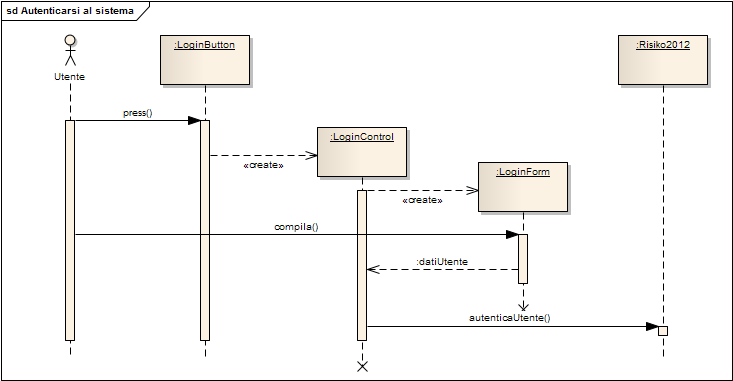 sd Autenticarsi al sistema
:LoginButton
:Risiko2012
Utente
press()
:LoginControl
«create»
:LoginForm
«create»
compila()
:datiUtente
autenticaUtente()